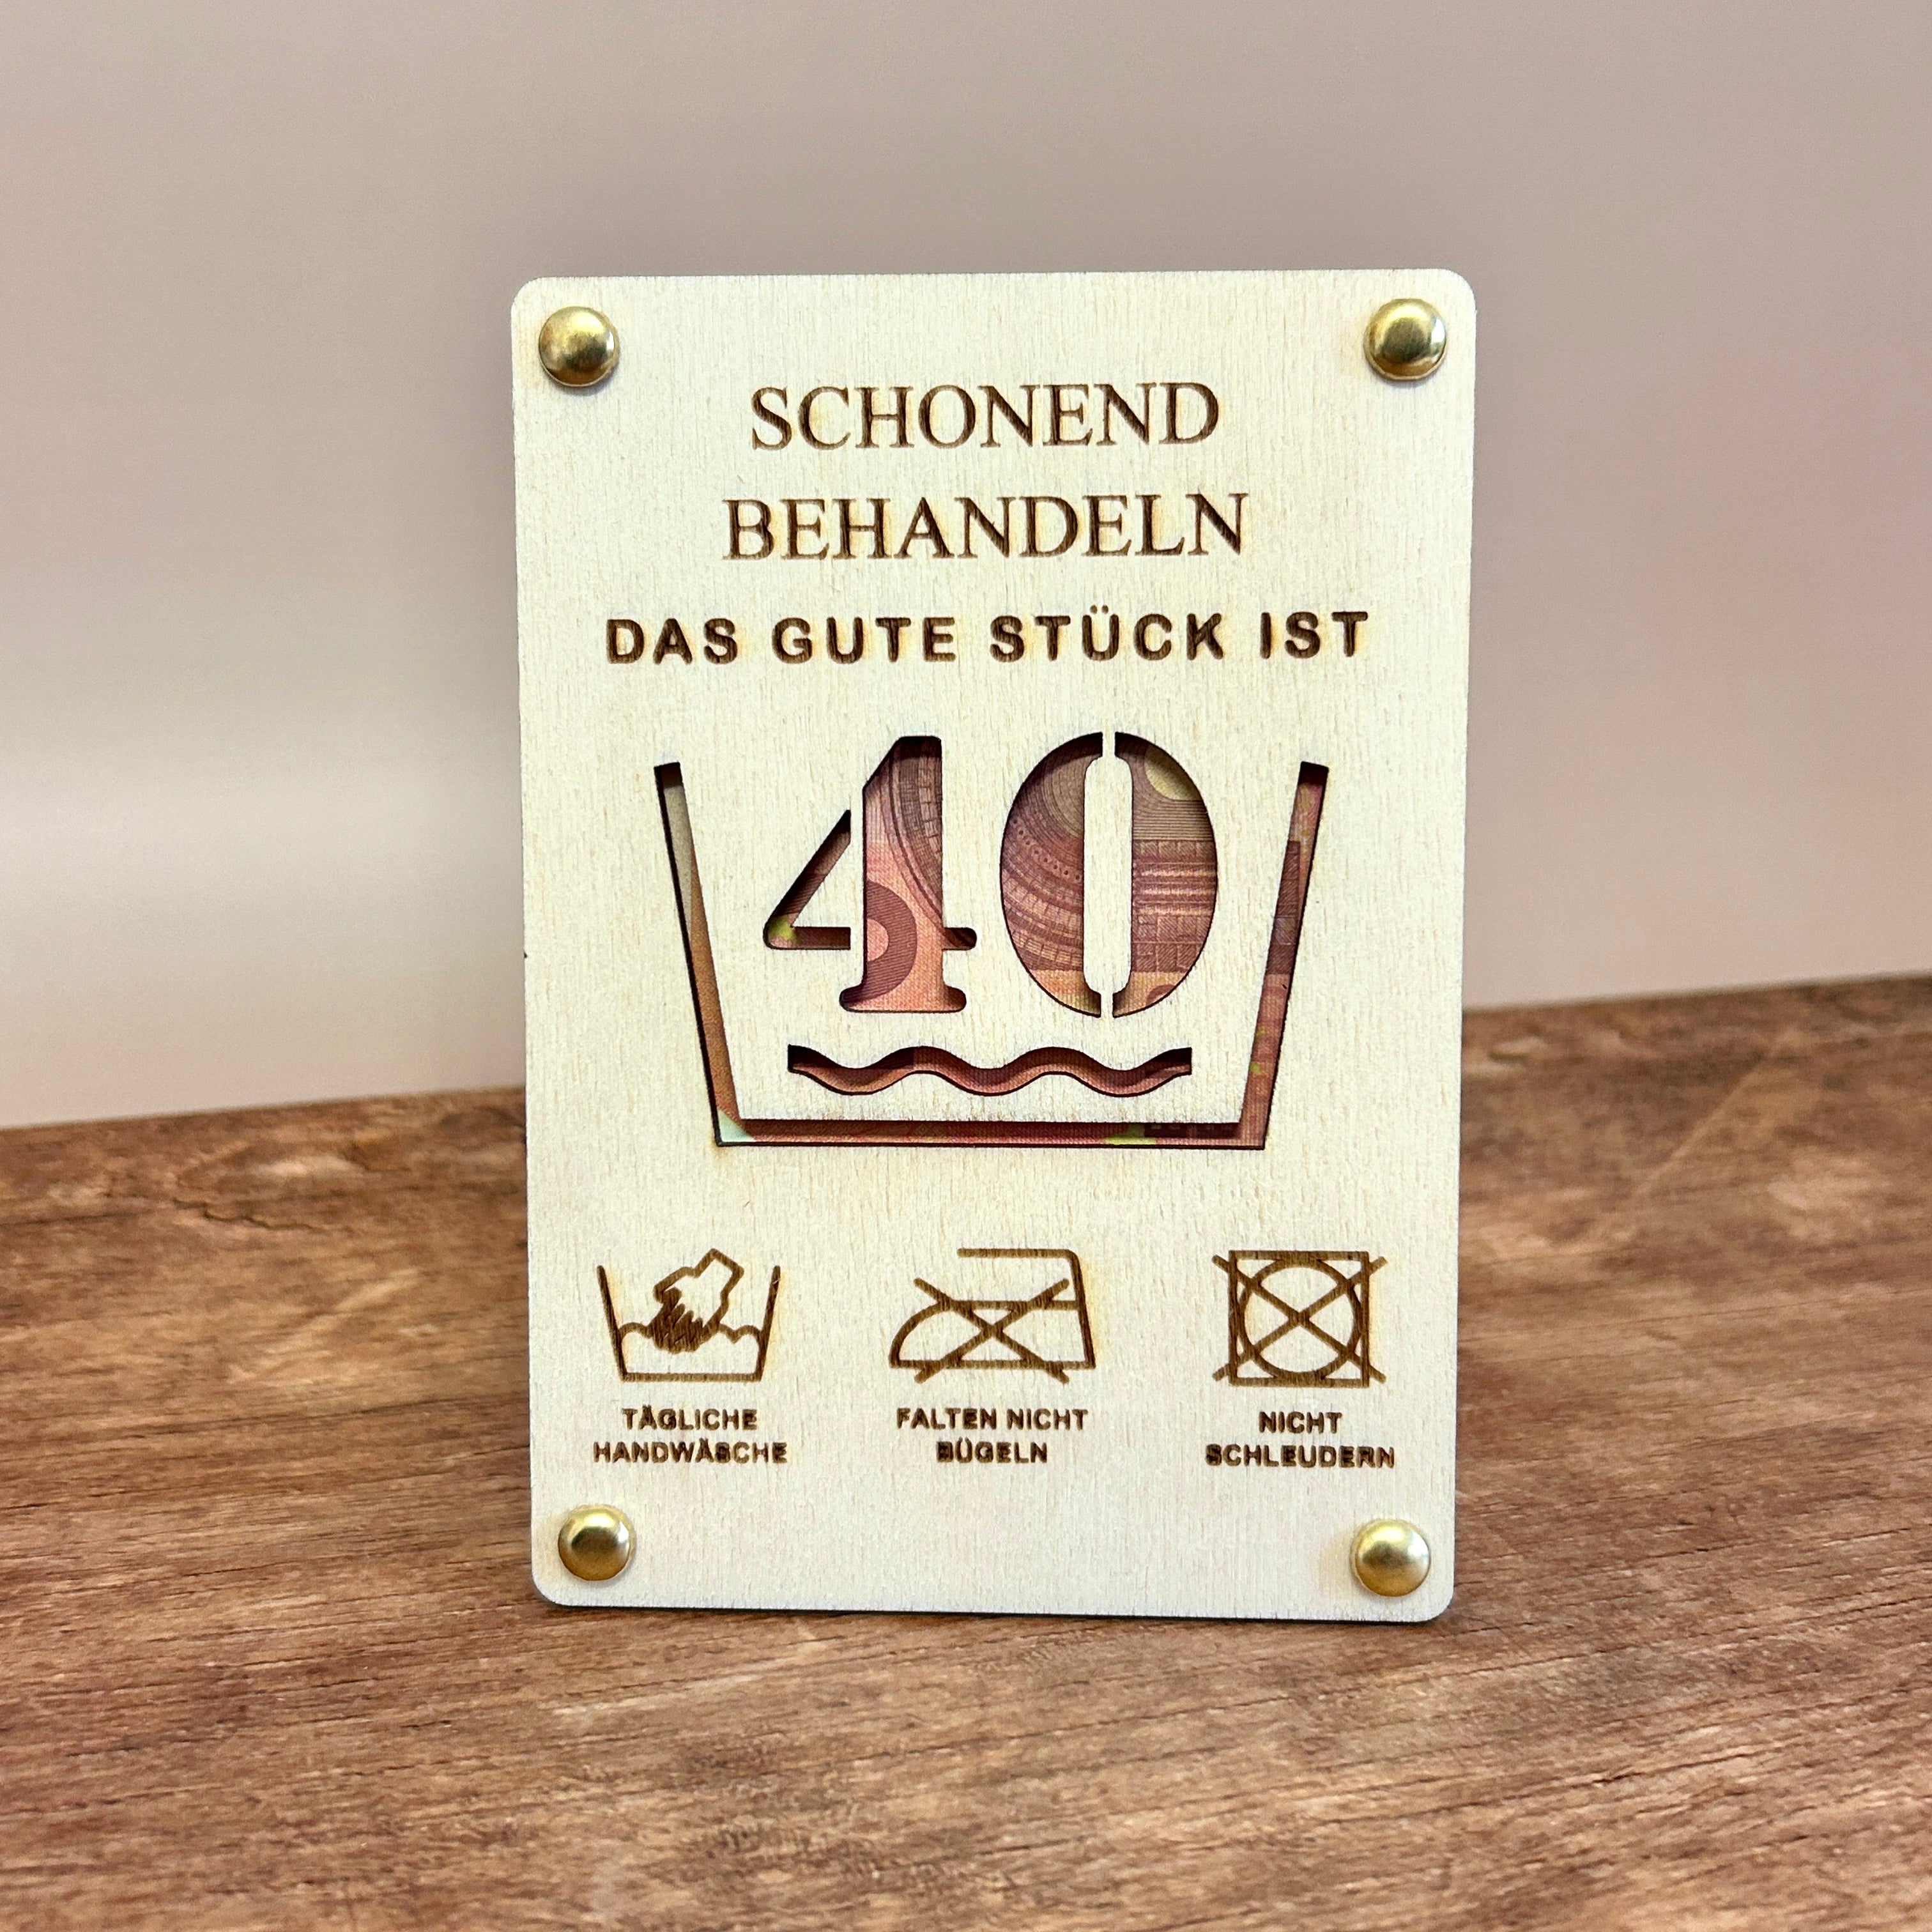 SCHONEND
BEHANDELN
DAS GUTE STÜCK IST
40
TÄGLICHE
HANDWÄSCHE
FALTEN NICHT
BÜGELN
NICHT
SCHLEUDERN